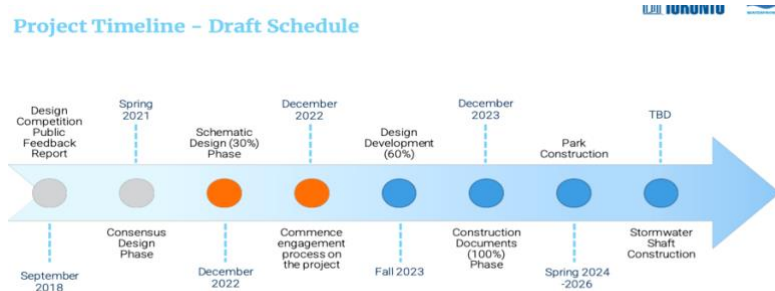 Project Timeline – Draft Schedule
TORONTO
Design
Competition
Public
Feedback
Report
Spring
2021
Schematic
Design (30%)
Phase
December
2022
Design
Development
(60%)
December
2023
Park
Construction
TBD
September
2018
Consensus
Design
Phase
December
2022
Commence
engagement
process on
the project
Fall 2023
Construction
Documents
(100%)
Phase
Spring 2024
-2026
Stormwater
Shaft
Construction